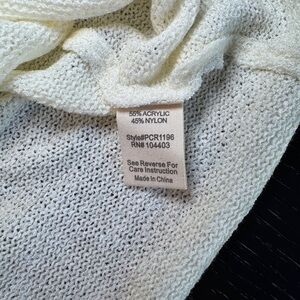 55% ACRYLIC
45% NYLON
Style#PCR1196
RN# 104403
See Reverse For
Care Instruction
Made in China